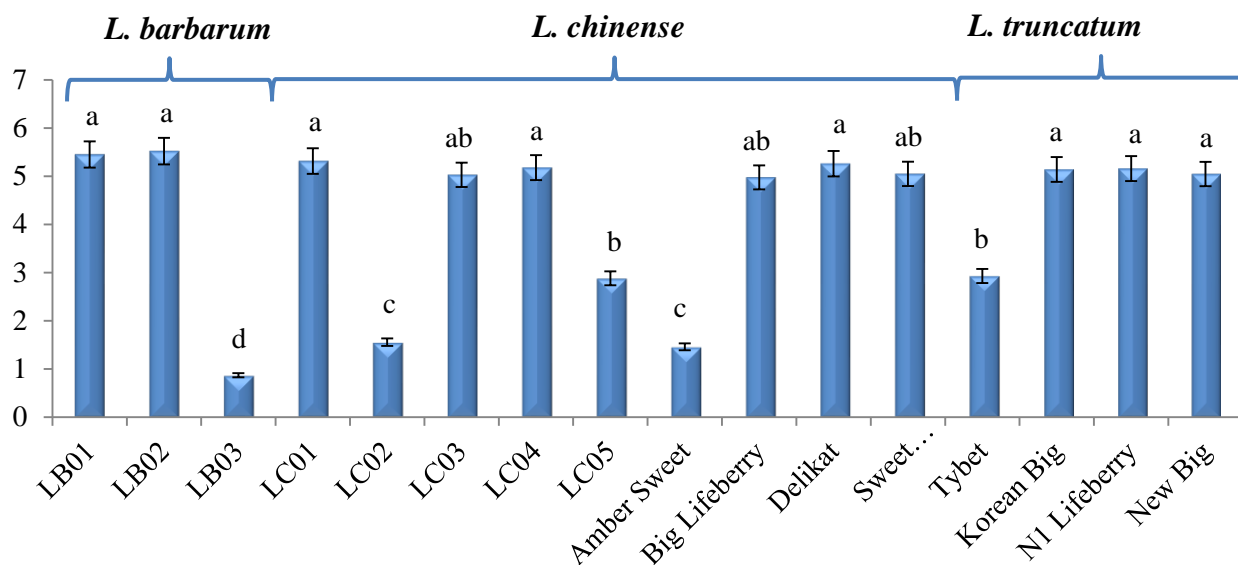 L. barbarum L. chinense L. truncatum
7
6
5
4
3
2
1
0
a a d a c ab a b c ab a ab b a a a
LB01 LB02 LB03 LC01 LC02 LC03 LC04 LC05 Amber Sweet Big Lifeberry Delikat Sweet… Tybet Korean Big N1 Lifeberry New Big